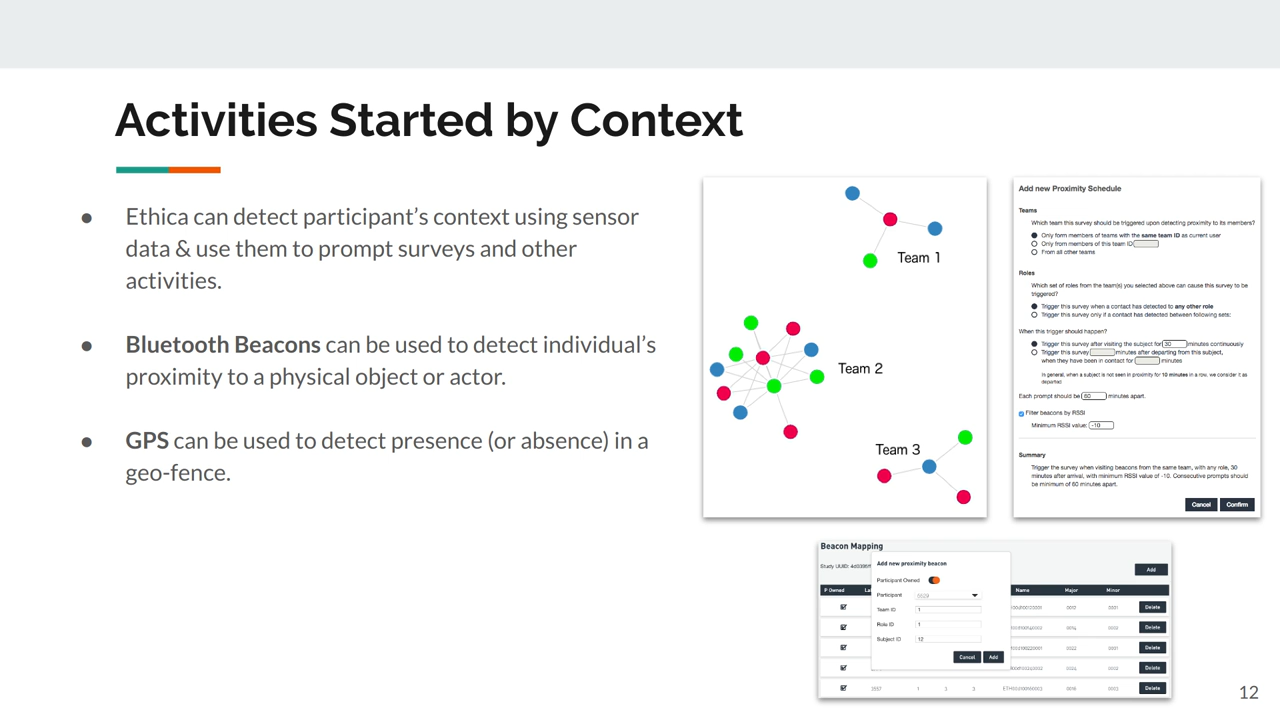 Activities Started by Context
● Ethica can detect participant's context using sensor
data & use them to prompt surveys and other
activities.
● Bluetooth Beacons can be used to detect individual's
proximity to a physical object or actor.
● GPS can be used to detect presence (or absence) in a
geo-fence.
Team 1
Team 2
Team 3
Add new Proximity Schedule
Teams
Which team this survey should be triggered upon detecting proximity to its members?
Only form members of teams with the same team ID as current user
Only from members of this team ID
From all other teams
Roles
Which set of roles from the team(s) you selected above can cause this survey to be
triggered?
Trigger this survey when a contact has detected to any other role
Trigger this survey only if a contact has detected between following sets:
When this trigger should happen?
Trigger this survey after visiting the subject for 30 minutes continuously
Trigger this survey minutes after departing from this subject,
when they have been in contact for minutes
In general, when a subject is not seen in proximity for 10 minutes in a row, we consider it as
departed
Each prompt should be 60 minutes apart.
Filter beacons by RSSI
Minimum RSSI value: -10
Summary
Trigger the survey when visiting beacons from the same team, with any role, 30
minutes after arrival, with minimum RSSI value of -10. Consecutive prompts should
be minimum of 60 minutes apart.
Cancel Confirm
Beacon Mapping
Study UUID:
Add
Add new proximity beacon
Participant Owned
Participant
Team ID 1
Role ID 1
Subject ID 12
Cancel Add
P Owned Name Major Minor
Delete
Delete
Delete
Delete
Delete
12